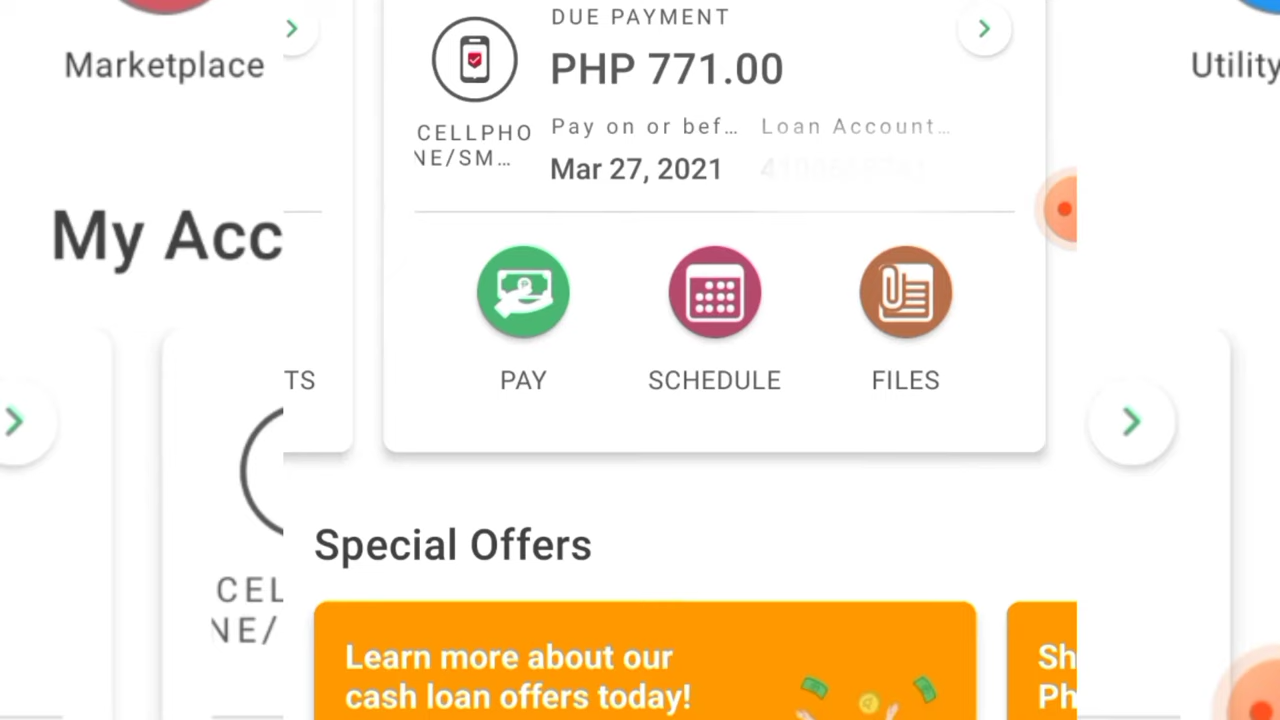 Marketplace
Utility
My Acc
TS
CEL
NE/
DUE PAYMENT
PHP 771.00
CELLPHO
NE/SM…
Pay on or bef…
Loan Account…
Mar 27, 2021
PAY
SCHEDULE
FILES
Special Offers
Learn more about our
cash loan offers today!
Sh
Ph